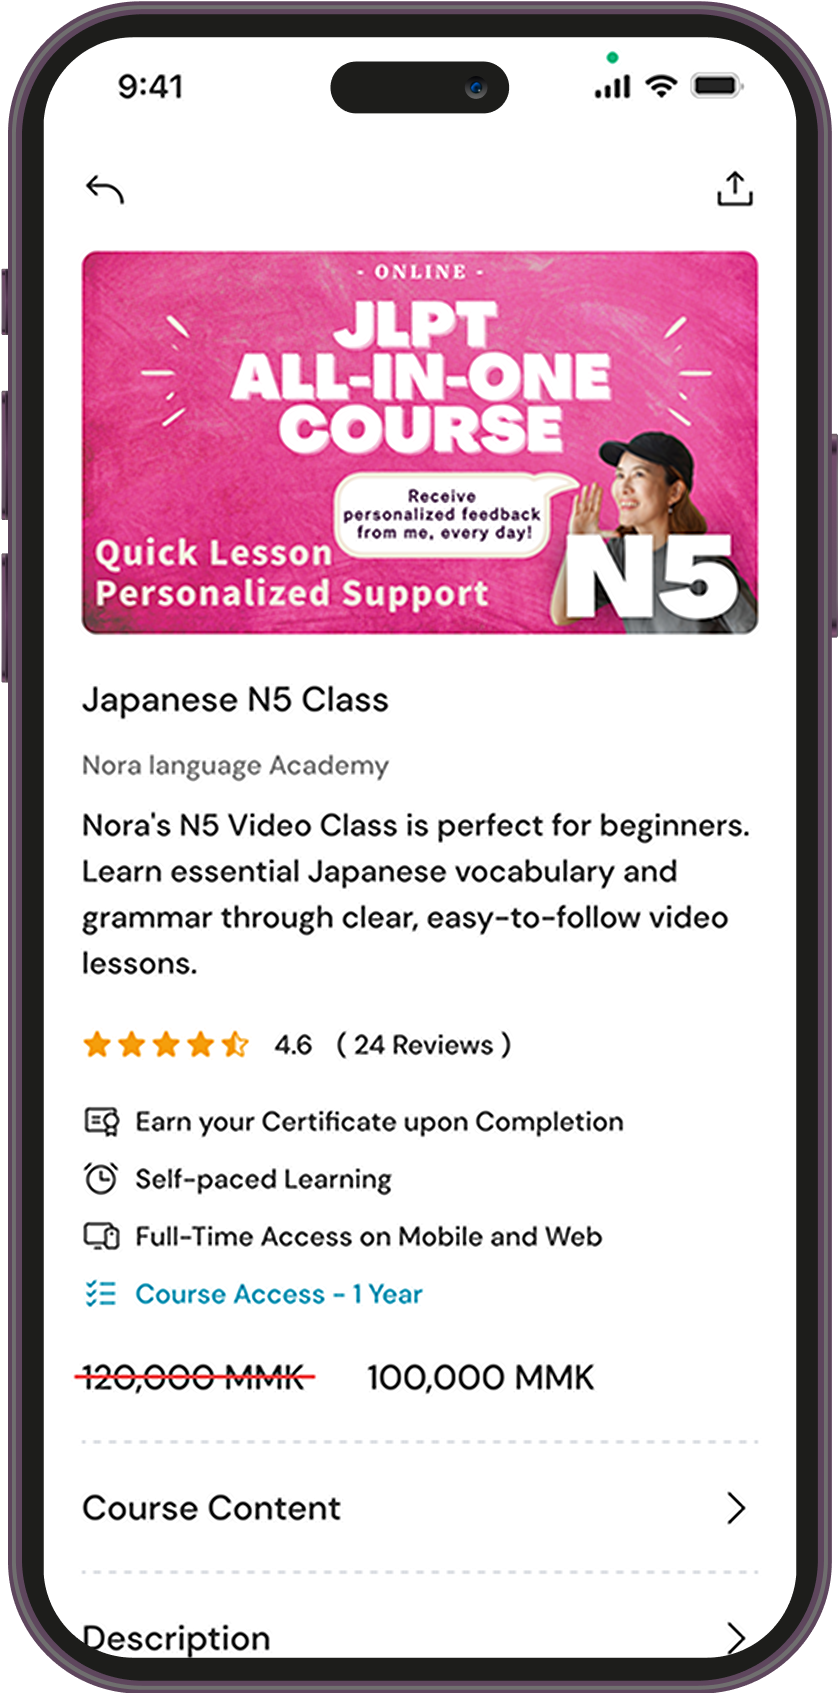 9:41
- ONLINE -
JLPT
ALL-IN-ONE
COURSE
Receive
personalized feedback
from me, every day!
Quick Lesson
Personalized Support
N5
Japanese N5 Class
Nora language Academy
Nora's N5 Video Class is perfect for beginners.
Learn essential Japanese vocabulary and
grammar through clear, easy-to-follow video
lessons.
4.6 ( 24 Reviews )
Earn your Certificate upon Completion
Self-paced Learning
Full-Time Access on Mobile and Web
Course Access - 1 Year
120,000 MMK 100,000 MMK
Course Content
Description